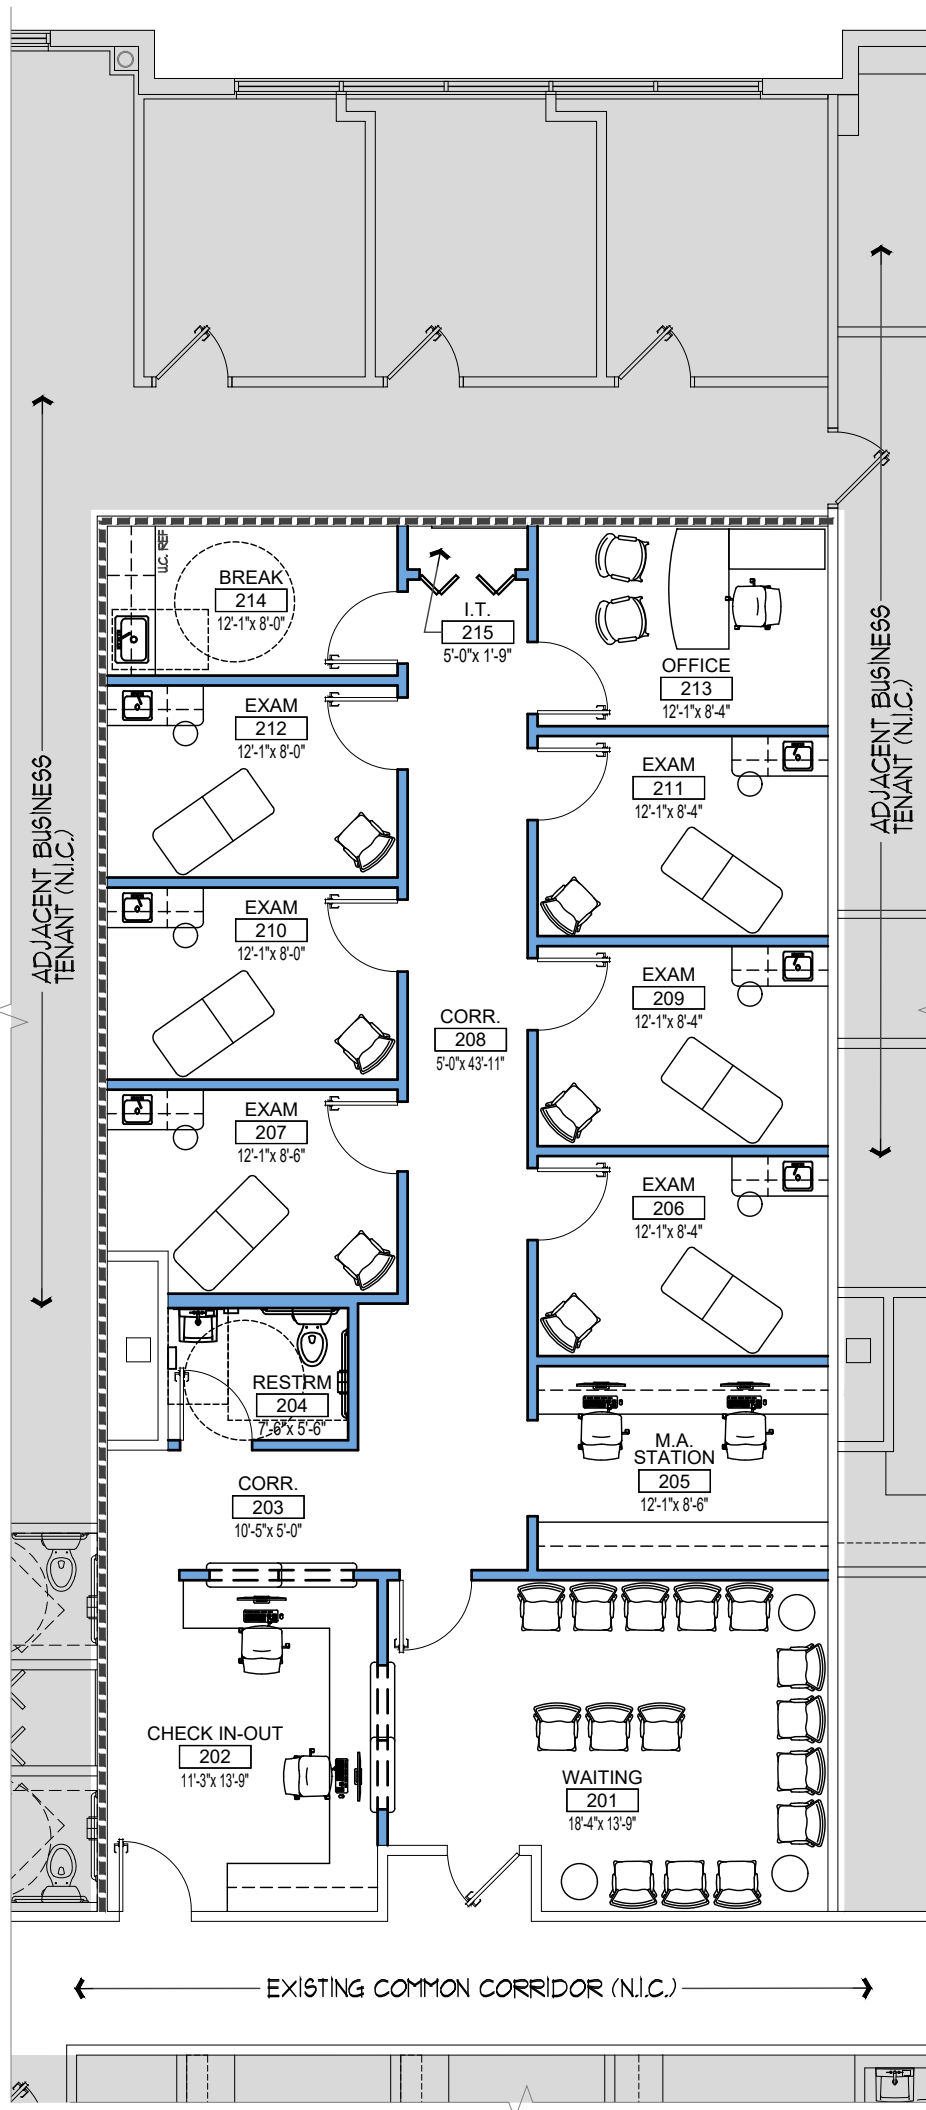 U.C. REF
BREAK
214
12'-1"x 8'-0"
I.T.
215
5'-0"x 1'-9"
OFFICE
213
12'-1"x 8'-4"
EXAM
212
12'-1"x 8'-0"
EXAM
211
12'-1"x 8'-4"
ADJACENT BUSINESS
TENANT (N.I.C.)
ADJACENT BUSINESS
TENANT (N.I.C.)
EXAM
210
12'-1"x 8'-0"
EXAM
209
12'-1"x 8'-4"
CORR.
208
5'-0"x 43'-11"
EXAM
207
12'-1"x 8'-6"
EXAM
206
12'-1"x 8'-4"
RESTRM
204
7'-6"x 5'-6"
M.A.
STATION
205
12'-1"x 8'-6"
CORR.
203
10'-5"x 5'-0"
CHECK IN-OUT
202
11'-3"x 13'-9"
WAITING
201
18'-4"x 13'-9"
EXISTING COMMON CORRIDOR (N.I.C.)